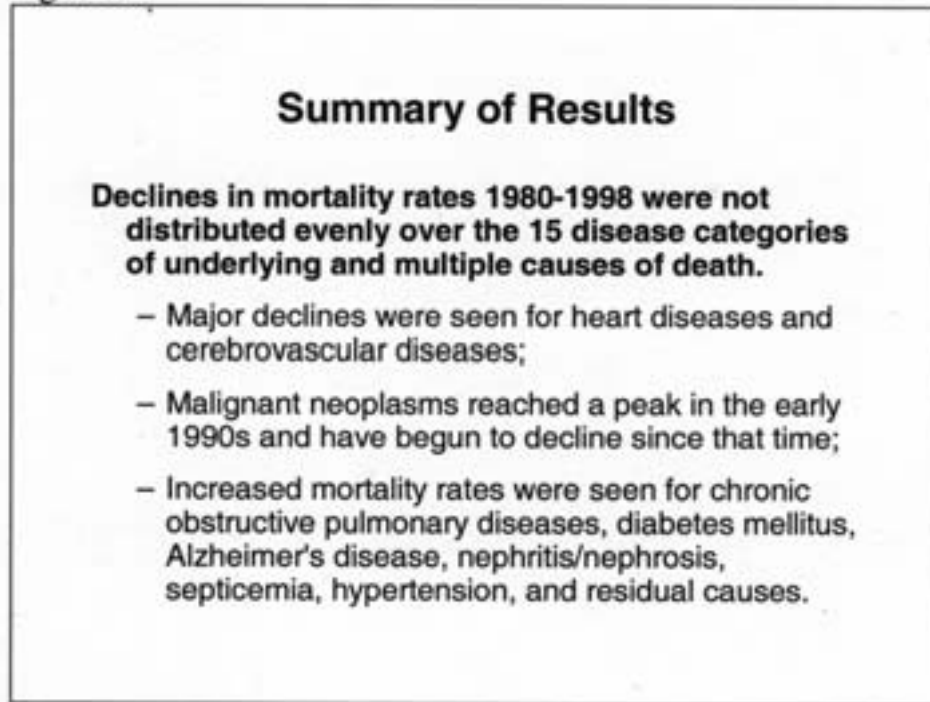 Summary of Results
Declines in mortality rates 1980-1998 were not
distributed evenly over the 15 disease categories
of underlying and multiple causes of death.
– Major declines were seen for heart diseases and
cerebrovascular diseases;
– Malignant neoplasms reached a peak in the early
1990s and have begun to decline since that time;
– Increased mortality rates were seen for chronic
obstructive pulmonary diseases, diabetes mellitus,
Alzheimer's disease, nephritis/nephrosis,
septicemia, hypertension, and residual causes.